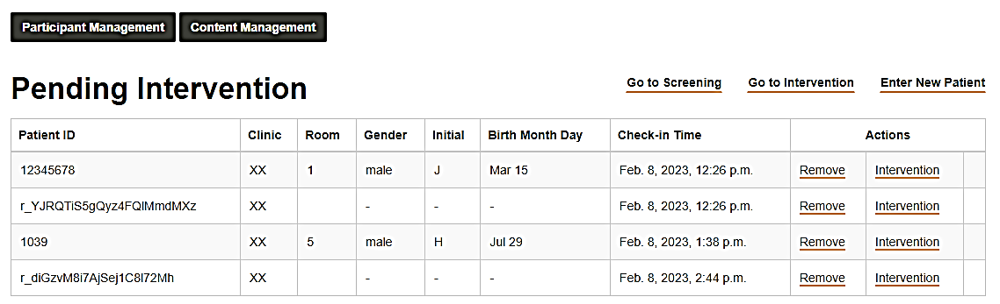 Participant Management Content Management
Pending Intervention Go to Screening Go to Intervention Enter New Patient
Patient ID Clinic Room Gender Initial Birth Month Day Check-in Time Actions
12345678 XX 1 male J Mar 15 Feb. 8, 2023, 12:26 p.m. Remove Intervention
r_YJRQTiS5gQyz4FQlMmdMXz XX - - - Feb. 8, 2023, 12:26 p.m. Remove Intervention
1039 XX 5 male H Jul 29 Feb. 8, 2023, 1:38 p.m. Remove Intervention
r_diGzvM8i7AjSej1C8l72Mh XX - - - Feb. 8, 2023, 2:44 p.m. Remove Intervention